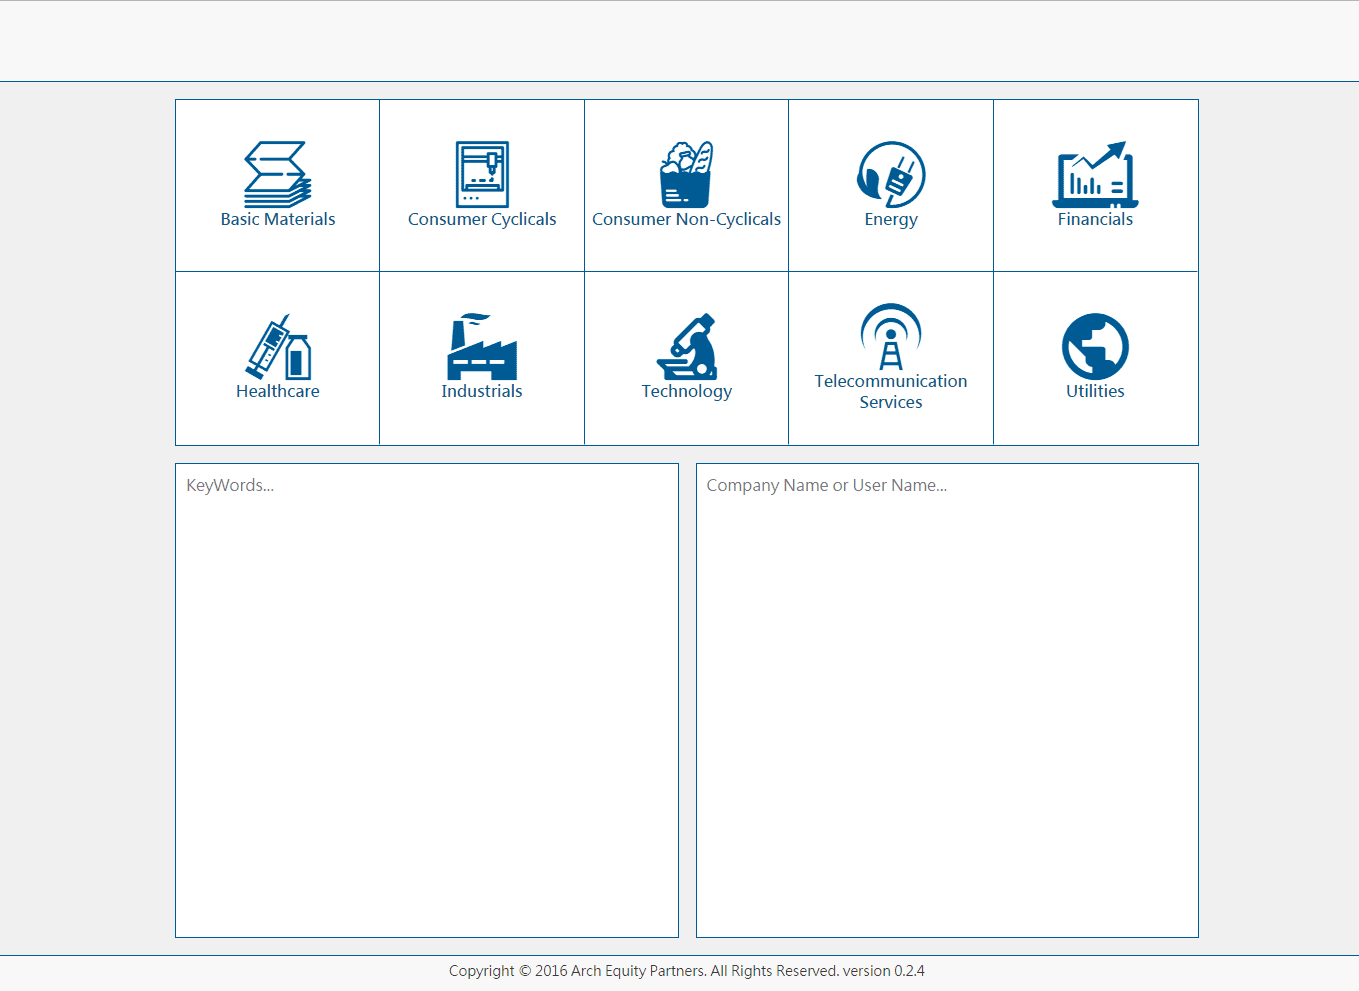 Basic Materials
Consumer Cyclicals
Consumer Non-Cyclicals
Energy
Financials
Healthcare
Industrials
Technology
Telecommunication
Services
Utilities
KeyWords...
Company Name or User Name...
Copyright © 2016 Arch Equity Partners. All Rights Reserved. version 0.2.4